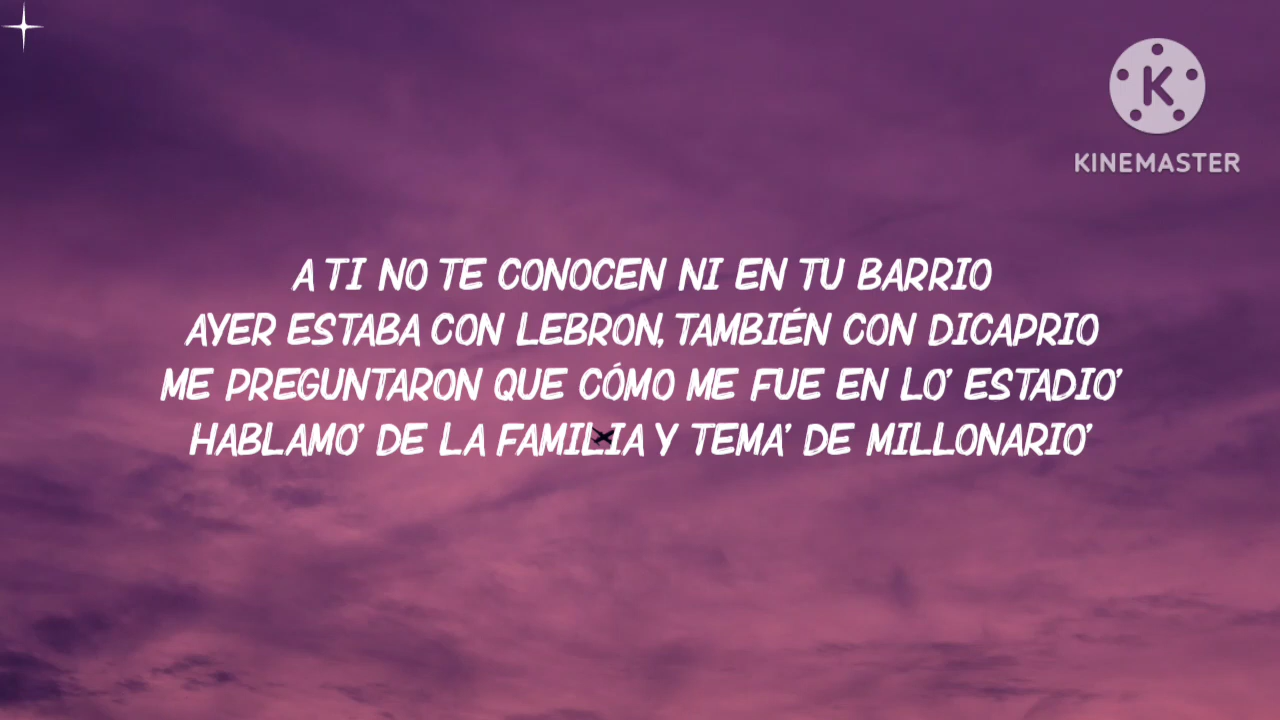 KINEMASTER
A TI NO TE CONOCEN NI EN TU BARRIO
AYER ESTABA CON LEBRON, TAMBIÉN CON DICAPRIO
ME PREGUNTARON QUE CÓMO ME FUE EN LO' ESTADIO'
HABLAMO' DE LA FAMILIA Y TEMA' DE MILLONARIO'